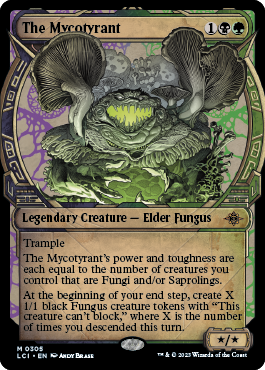 The Mycotyrant 1
Legendary Creature — Elder Fungus
Trample
The Mycotyrant's power and toughness are
each equal to the number of creatures you
control that are Fungi and/or Saprolings.
At the beginning of your end step, create X
1/1 black Fungus creature tokens with "This
creature can't block," where X is the number
of times you descended this turn.
★/★
M 0305
LCI • EN Andy Brase
™ & © 2023 Wizards of the Coast